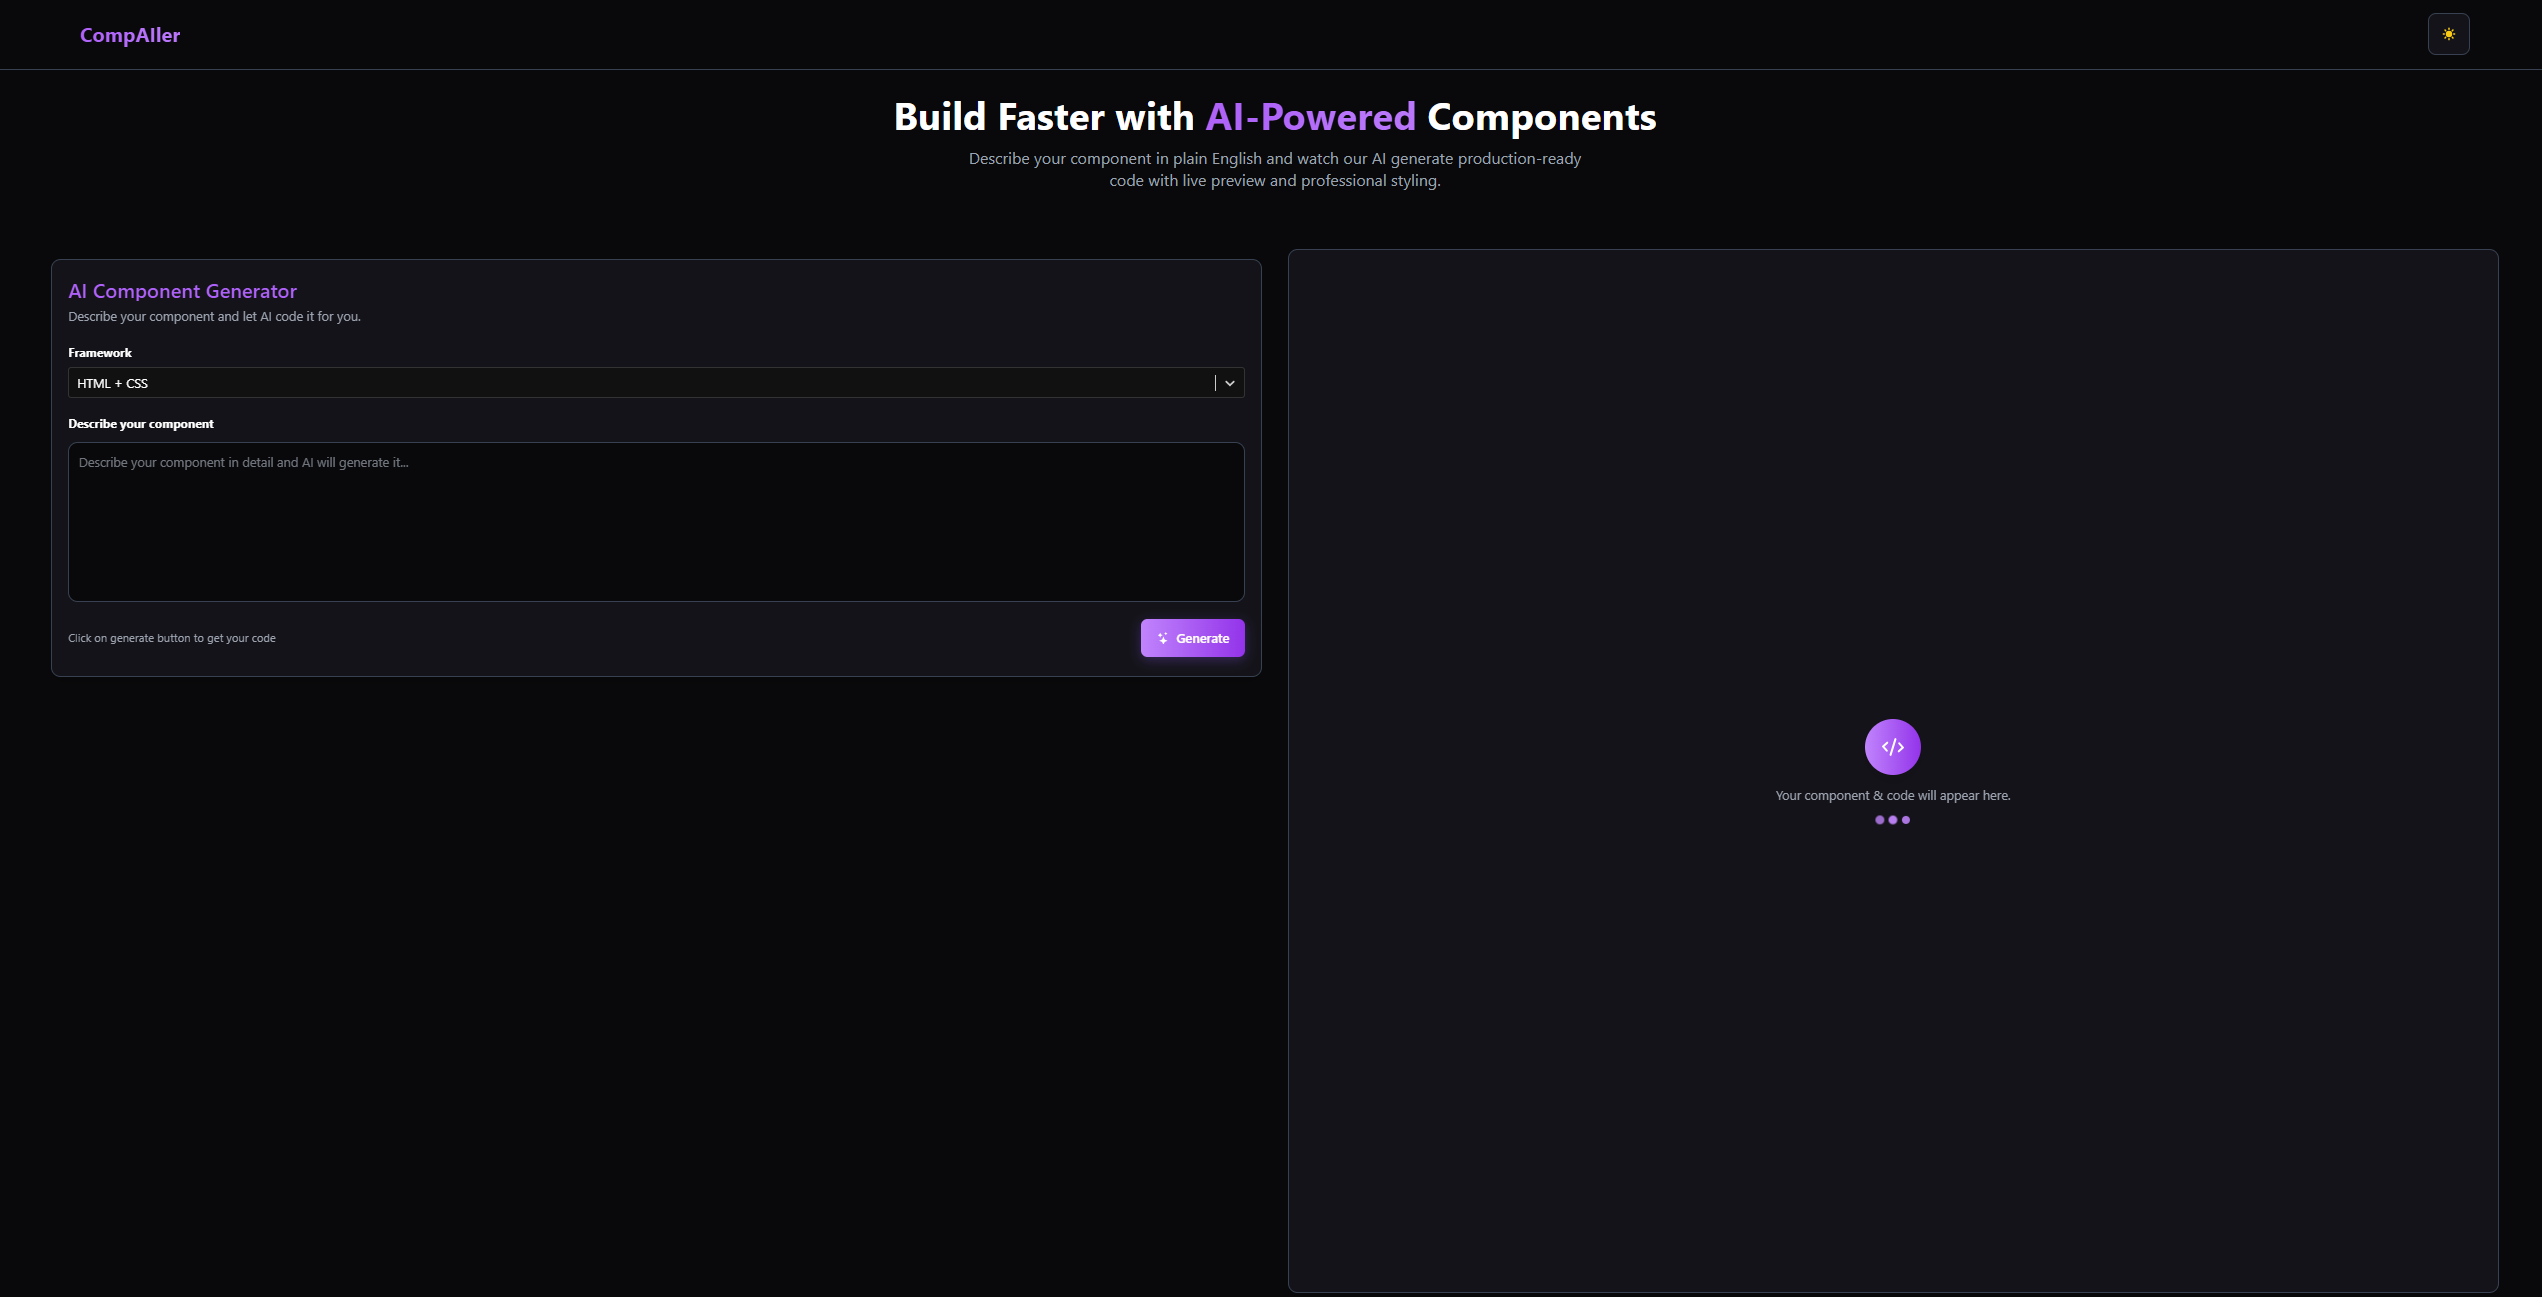 CompAIler
Build Faster with AI-Powered Components
Describe your component in plain English and watch our AI generate production-ready
code with live preview and professional styling.
AI Component Generator
Describe your component and let AI code it for you.
Framework
HTML + CSS
Describe your component
Describe your component in detail and AI will generate it...
Click on generate button to get your code
Generate
</>
Your component & code will appear here.